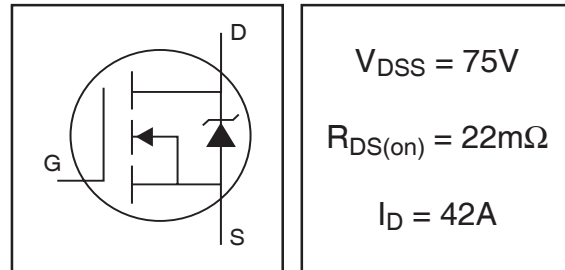 D
G
S
VDSS = 75V
RDS(on) = 22mΩ
ID = 42A